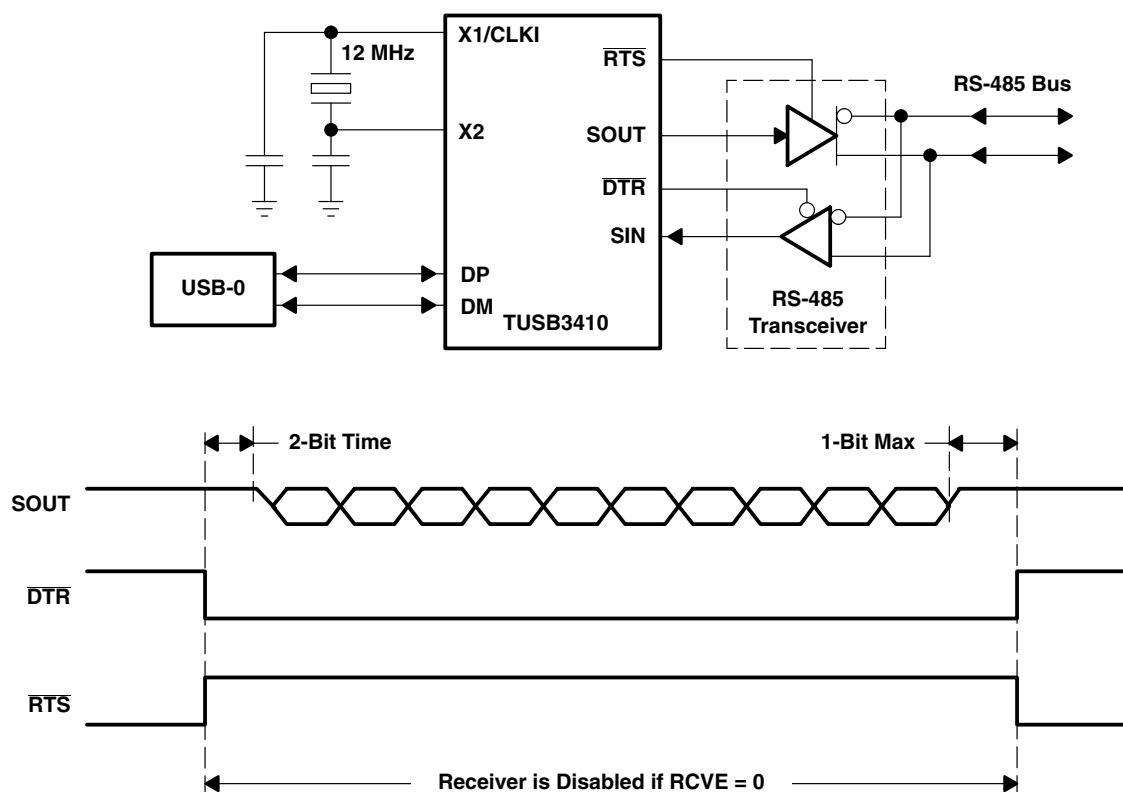 X1/CLKI
12 MHz
RTS
RS-485 Bus
X2
SOUT
DTR
SIN
USB-0
DP
DM
TUSB3410
RS-485
Transceiver
2-Bit Time
1-Bit Max
SOUT
DTR
RTS
Receiver is Disabled if RCVE = 0